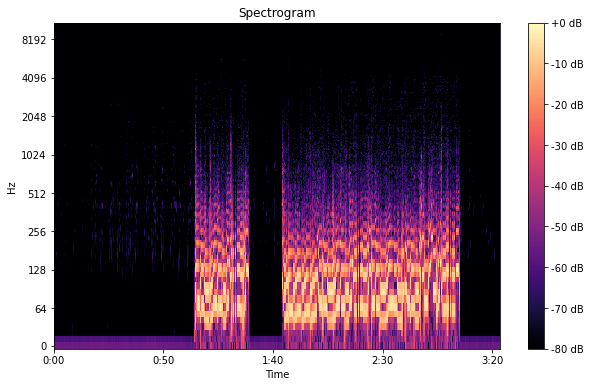 Spectrogram
8192
4096
2048
1024
512
256
128
64
0
Hz
0:00
0:50
1:40
2:30
3:20
Time
+0 dB
-10 dB
-20 dB
-30 dB
-40 dB
-50 dB
-60 dB
-70 dB
-80 dB